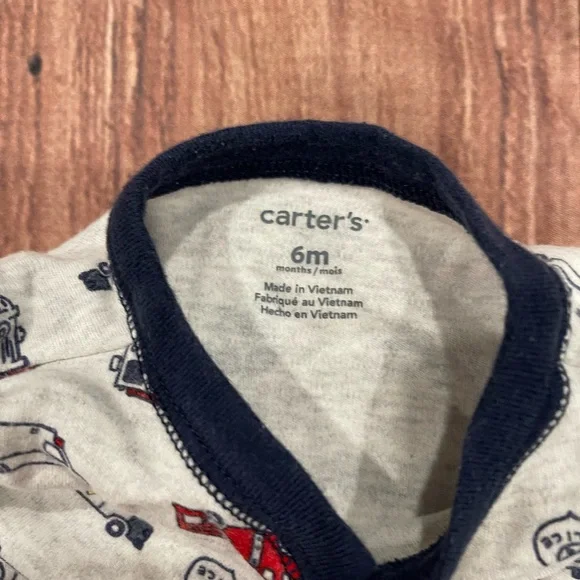 carter's
6m
months/mois
Made in Vietnam
Fabriqué au Vietnam
Hecho en Vietnam